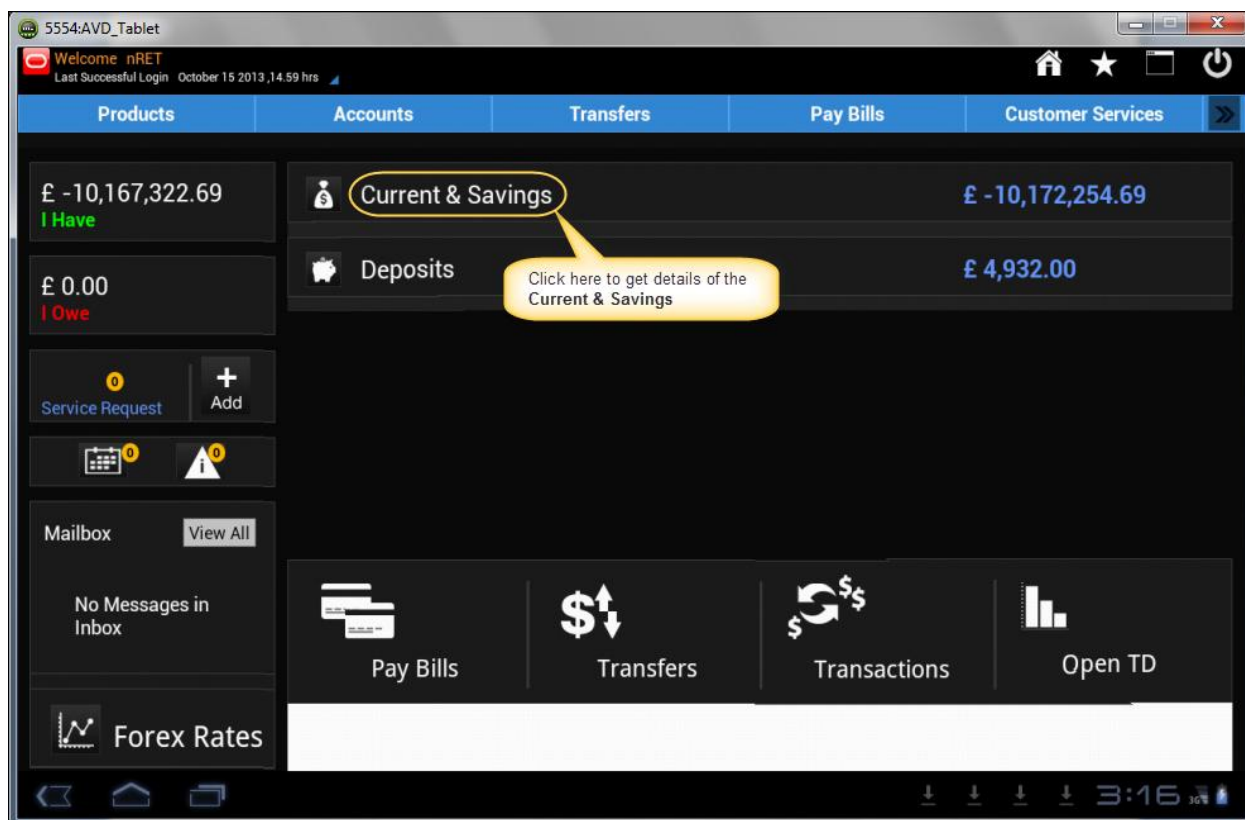 5554:AVD_Tablet
Welcome nRET
Last Successful Login October 15 2013 ,14.59 hrs
Products Accounts Transfers Pay Bills Customer Services
£ -10,167,322.69
I Have
£ 0.00
I Owe
0
Service Request
Add
0 0
Mailbox View All
No Messages in
Inbox
Forex Rates
Current & Savings £ -10,172,254.69
Deposits £ 4,932.00
Click here to get details of the
Current & Savings
Pay Bills Transfers Transactions Open TD
3:16 3G